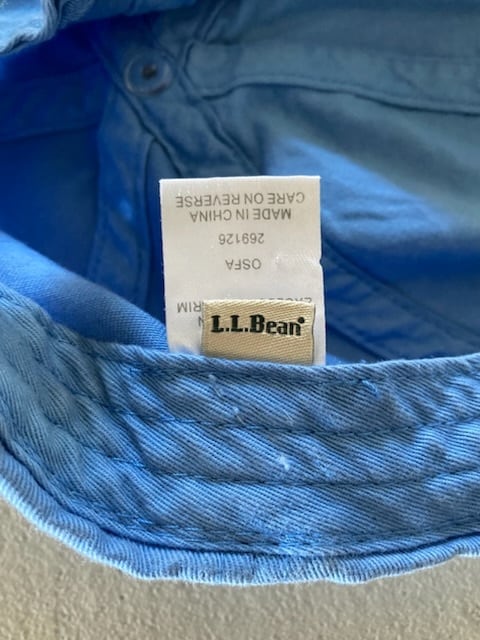 L.L.Bean®
OSFA
269126
MADE IN CHINA
CARE ON REVERSE